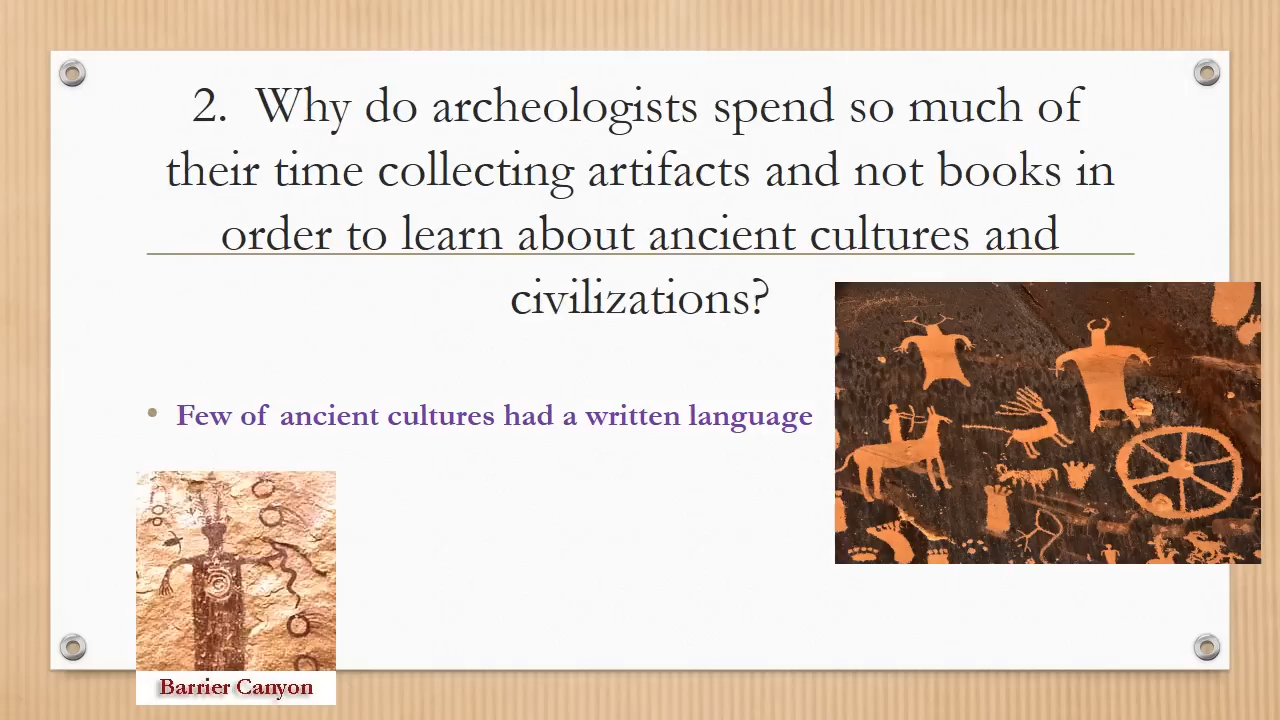 2. Why do archeologists spend so much of
their time collecting artifacts and not books in
order to learn about ancient cultures and
civilizations?
• Few of ancient cultures had a written language
Barrier Canyon